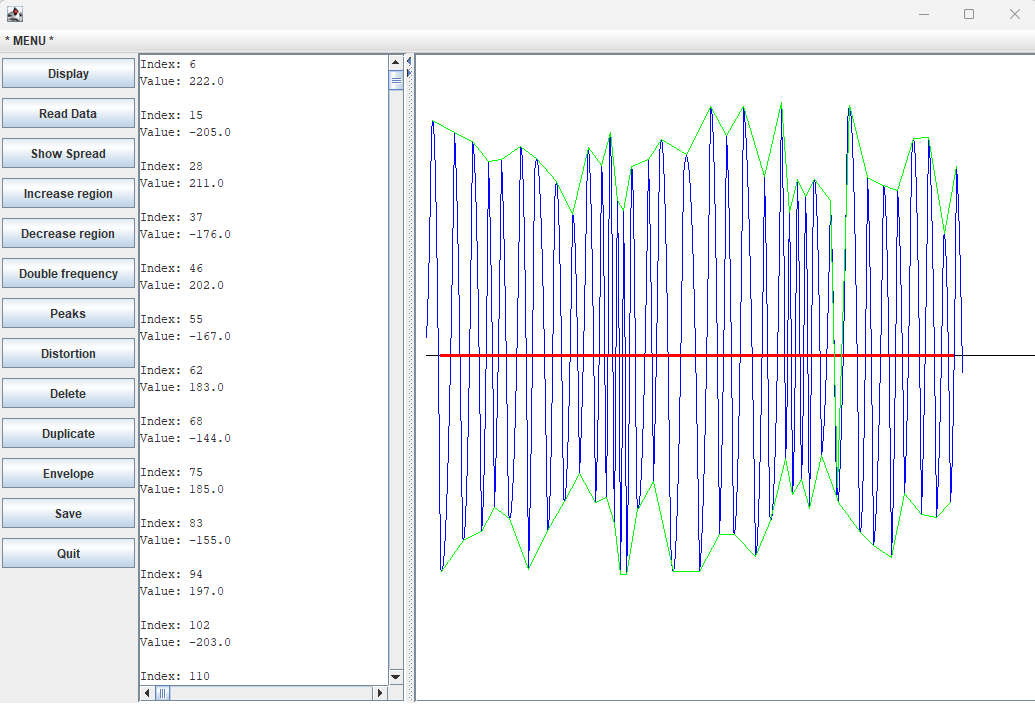 * MENU *
Display
Read Data
Show Spread
Increase region
Decrease region
Double frequency
Peaks
Distortion
Delete
Duplicate
Envelope
Save
Quit
Index: 6
Value: 222.0
Index: 15
Value: -205.0
Index: 28
Value: 211.0
Index: 37
Value: -176.0
Index: 46
Value: 202.0
Index: 55
Value: -167.0
Index: 62
Value: 183.0
Index: 68
Value: -144.0
Index: 75
Value: 185.0
Index: 83
Value: -155.0
Index: 94
Value: 197.0
Index: 102
Value: -203.0
Index: 110